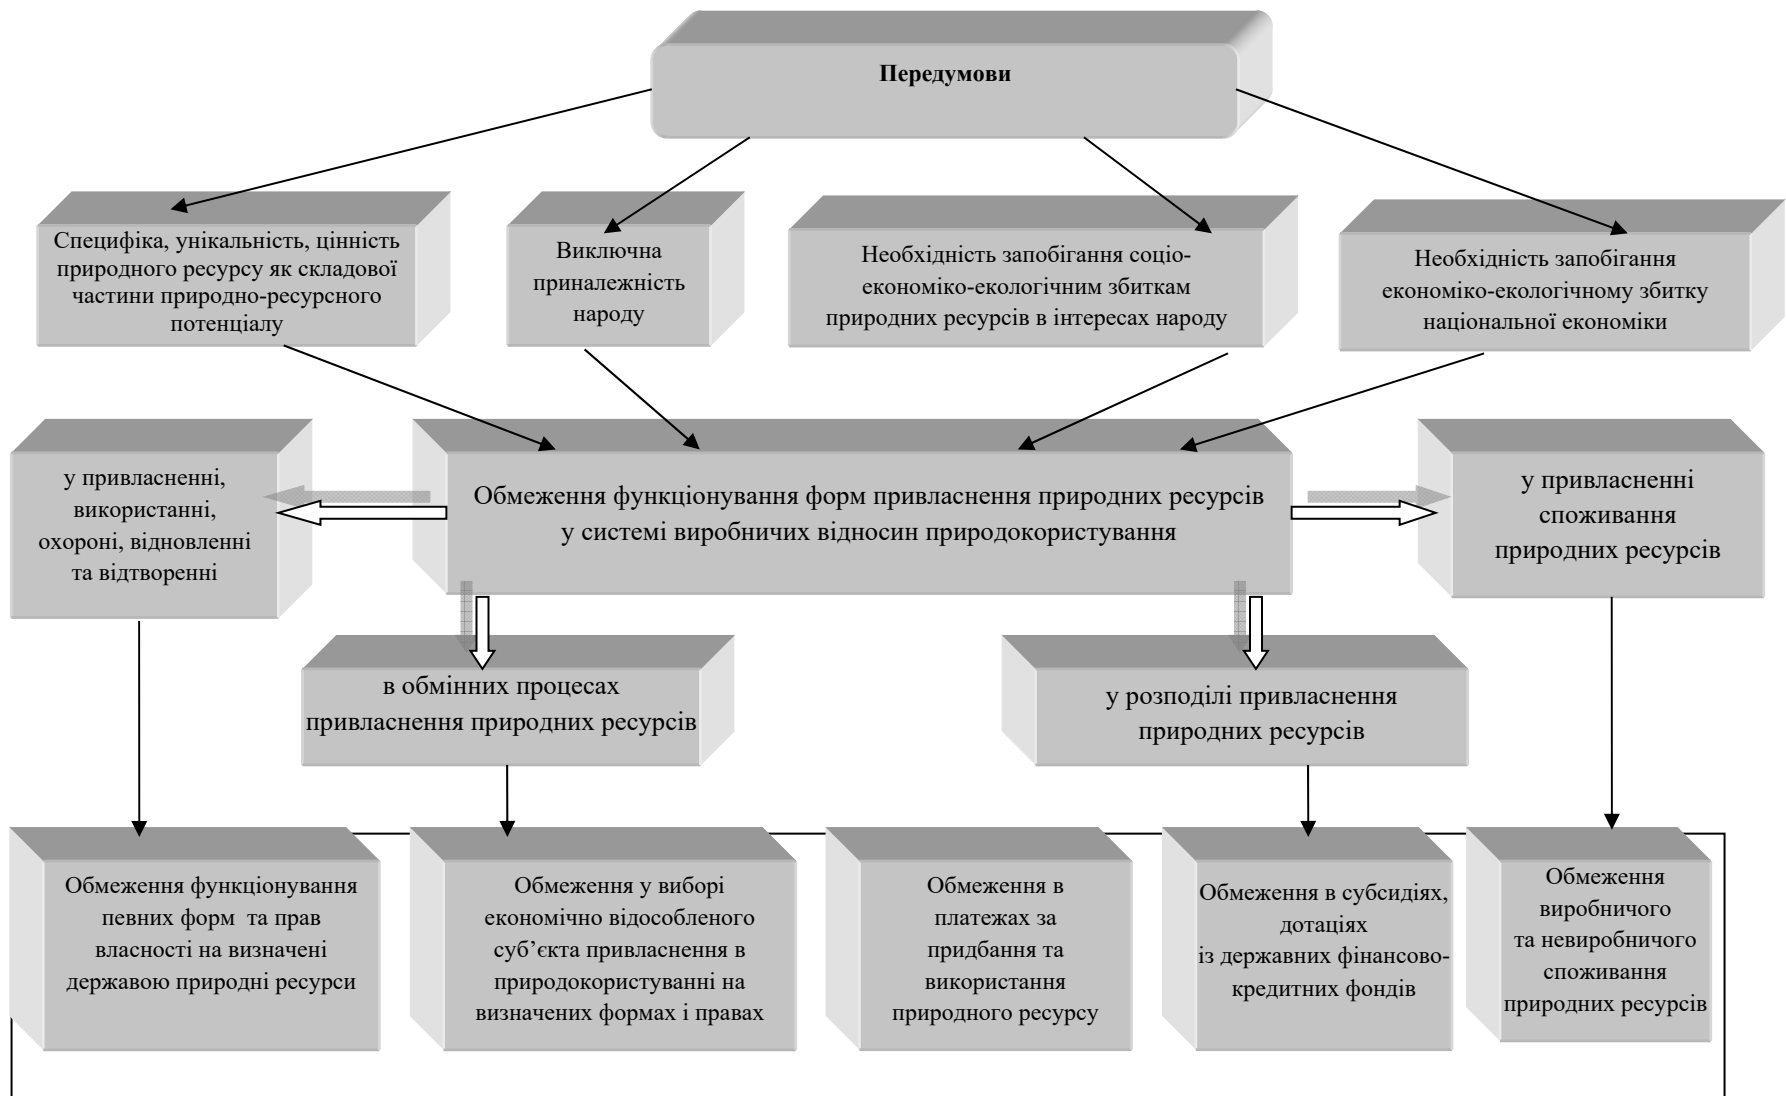 Передумови
Специфіка, унікальність, цінність
природного ресурсу як складової
частини природно-ресурсного
потенціалу
Виключна
приналежність
народу
Необхідність запобігання соціо-
економіко-екологічним збиткам
природних ресурсів в інтересах народу
Необхідність запобігання
економіко-екологічному збитку
національної економіки
у привласненні,
використанні,
охороні, відновленні
та відтворенні
Обмеження функціонування форм привласнення природних ресурсів
у системі виробничих відносин природокористування
у привласненні
споживання
природних ресурсів
в обмінних процесах
привласнення природних ресурсів
у розподілі привласнення
природних ресурсів
Обмеження функціонування
певних форм та прав
власності на визначені
державою природні ресурси
Обмеження у виборі
економічно відособленого
суб’єкта привласнення в
природокористуванні на
визначених формах і правах
Обмеження в
платежах за
придбання та
використання
природного ресурсу
Обмеження в субсидіях,
дотаціях
із державних фінансово-
кредитних фондів
Обмеження
виробничого
та невиробничого
споживання
природних ресурсів